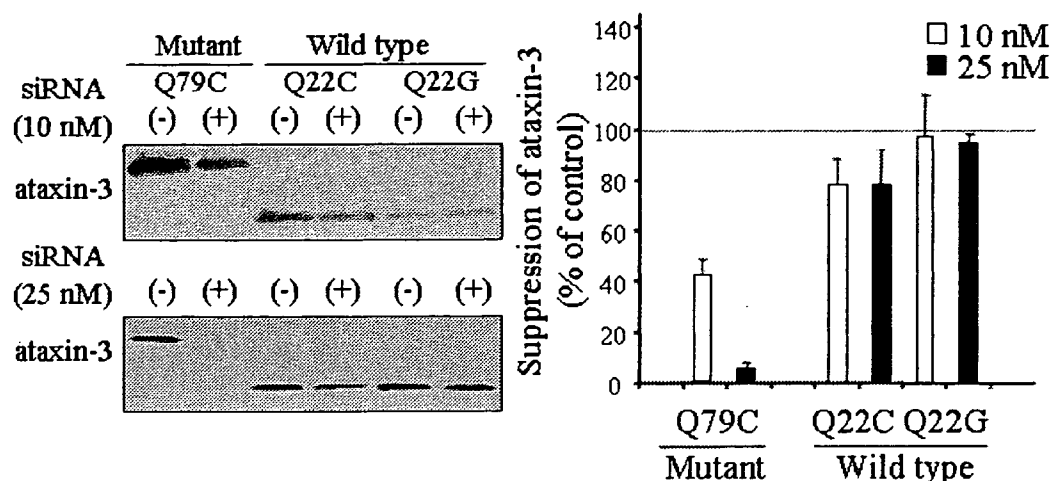 Mutant Wild type
siRNA Q79C Q22C Q22G
(10 nM) (-) (+) (-) (+) (-) (+)
ataxin-3
siRNA
(25 nM) (-) (+) (-) (+) (-) (+)
ataxin-3
Suppression of ataxin-3
(% of control)
140
120
100
80
60
40
20
0
10 nM
25 nM
Q79C Q22C Q22G
Mutant Wild type